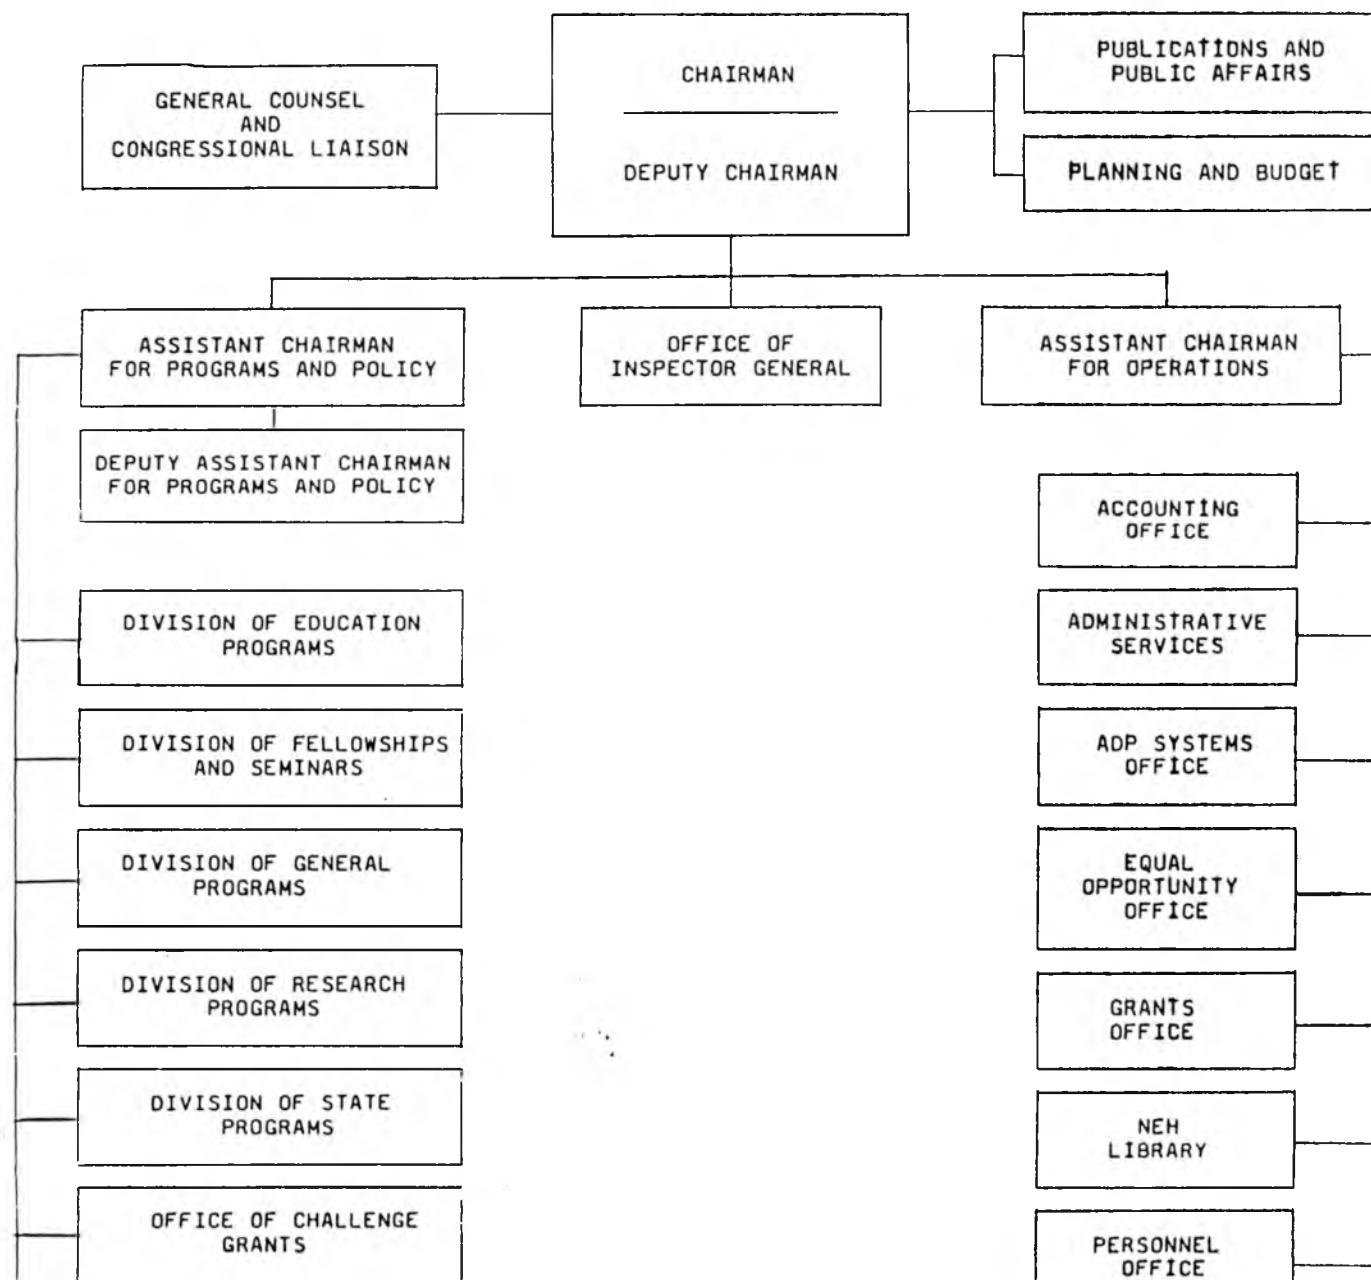 GENERAL COUNSEL
AND
CONGRESSIONAL LIAISON
CHAIRMAN
DEPUTY CHAIRMAN
PUBLICATIONS AND
PUBLIC AFFAIRS
PLANNING AND BUDGET
ASSISTANT CHAIRMAN
FOR PROGRAMS AND POLICY
OFFICE OF
INSPECTOR GENERAL
ASSISTANT CHAIRMAN
FOR OPERATIONS
DEPUTY ASSISTANT CHAIRMAN
FOR PROGRAMS AND POLICY
DIVISION OF EDUCATION
PROGRAMS
DIVISION OF FELLOWSHIPS
AND SEMINARS
DIVISION OF GENERAL
PROGRAMS
DIVISION OF RESEARCH
PROGRAMS
DIVISION OF STATE
PROGRAMS
OFFICE OF CHALLENGE
GRANTS
ACCOUNTING
OFFICE
ADMINISTRATIVE
SERVICES
ADP SYSTEMS
OFFICE
EQUAL
OPPORTUNITY
OFFICE
GRANTS
OFFICE
NEH
LIBRARY
PERSONNEL
OFFICE